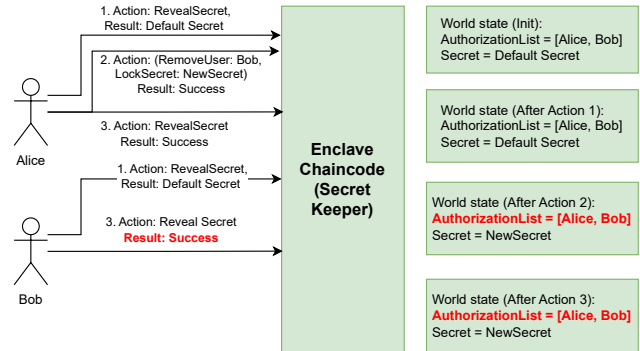 1. Action: RevealSecret,
Result: Default Secret
2. Action: (RemoveUser: Bob,
LockSecret: NewSecret)
Result: Success
3. Action: RevealSecret
Result: Success
Alice
1. Action: RevealSecret,
Result: Default Secret
3. Action: Reveal Secret
Result: Success
Bob
Enclave
Chaincode
(Secret
Keeper)
World state (Init):
AuthorizationList = [Alice, Bob]
Secret = Default Secret
World state (After Action 1):
AuthorizationList = [Alice, Bob]
Secret = Default Secret
World state (After Action 2):
AuthorizationList = [Alice, Bob]
Secret = NewSecret
World state (After Action 3):
AuthorizationList = [Alice, Bob]
Secret = NewSecret